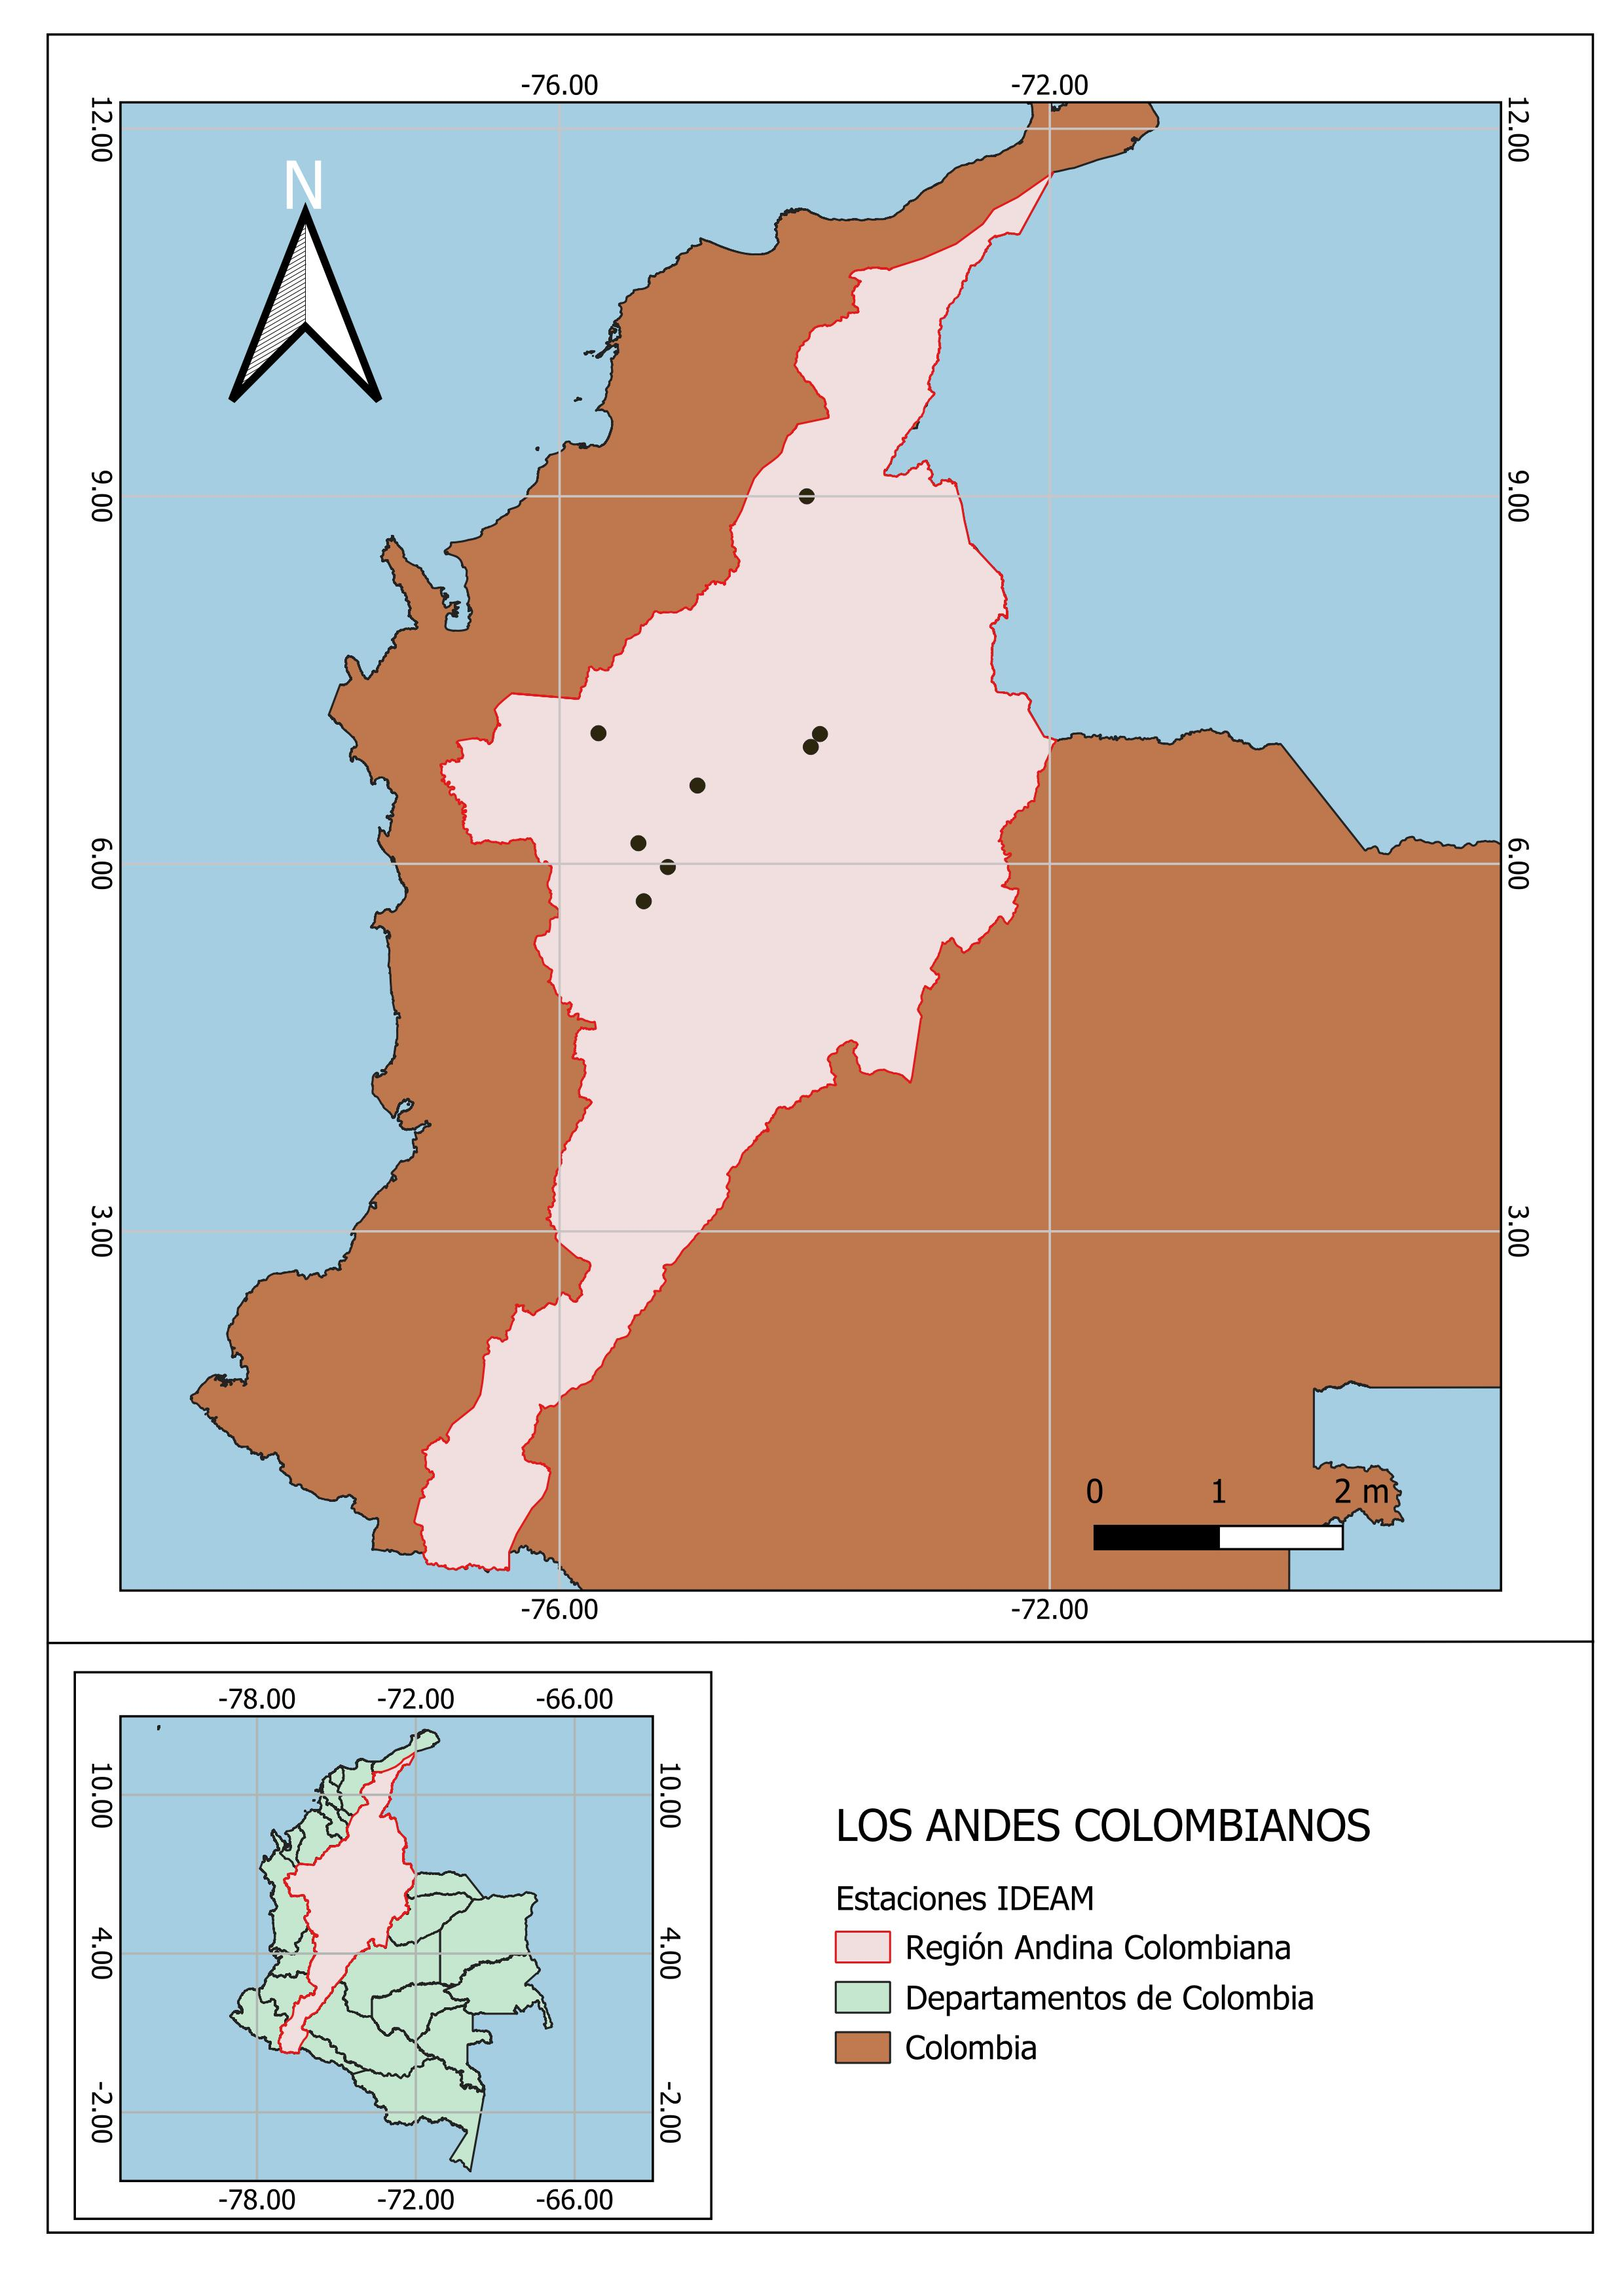 -76.00 -72.00
12.00 12.00
N
9.00 9.00
6.00 6.00
3.00 3.00
0 1 2 m
-76.00 -72.00
-78.00 -72.00 -66.00
10.00 10.00
4.00 4.00
-2.00 -2.00
-78.00 -72.00 -66.00
LOS ANDES COLOMBIANOS
Estaciones IDEAM
Región Andina Colombiana
Departamentos de Colombia
Colombia